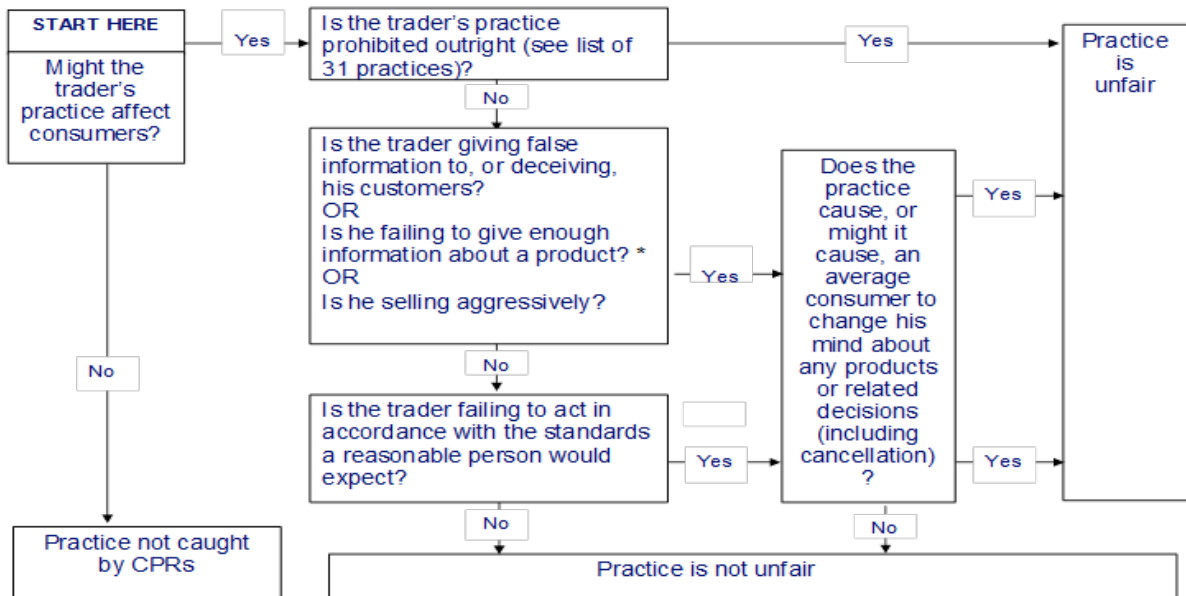 START HERE
Might the
trader's
practice affect
consumers?
Yes
Is the trader's practice
prohibited outright (see list of
31 practices)?
Yes
Practice
is
unfair
No
Is the trader giving false
information to, or deceiving,
his customers?
OR
Is he failing to give enough
information about a product? *
OR
Is he selling aggressively?
Yes
Does the
practice
cause, or
might it
cause, an
average
consumer to
change his
mind about
any products
or related
decisions
(including
cancellation)
?
Yes
No
No
Is the trader failing to act in
accordance with the standards
a reasonable person would
expect?
Yes
Yes
No
No
Practice not caught
by CPRs
Practice is not unfair